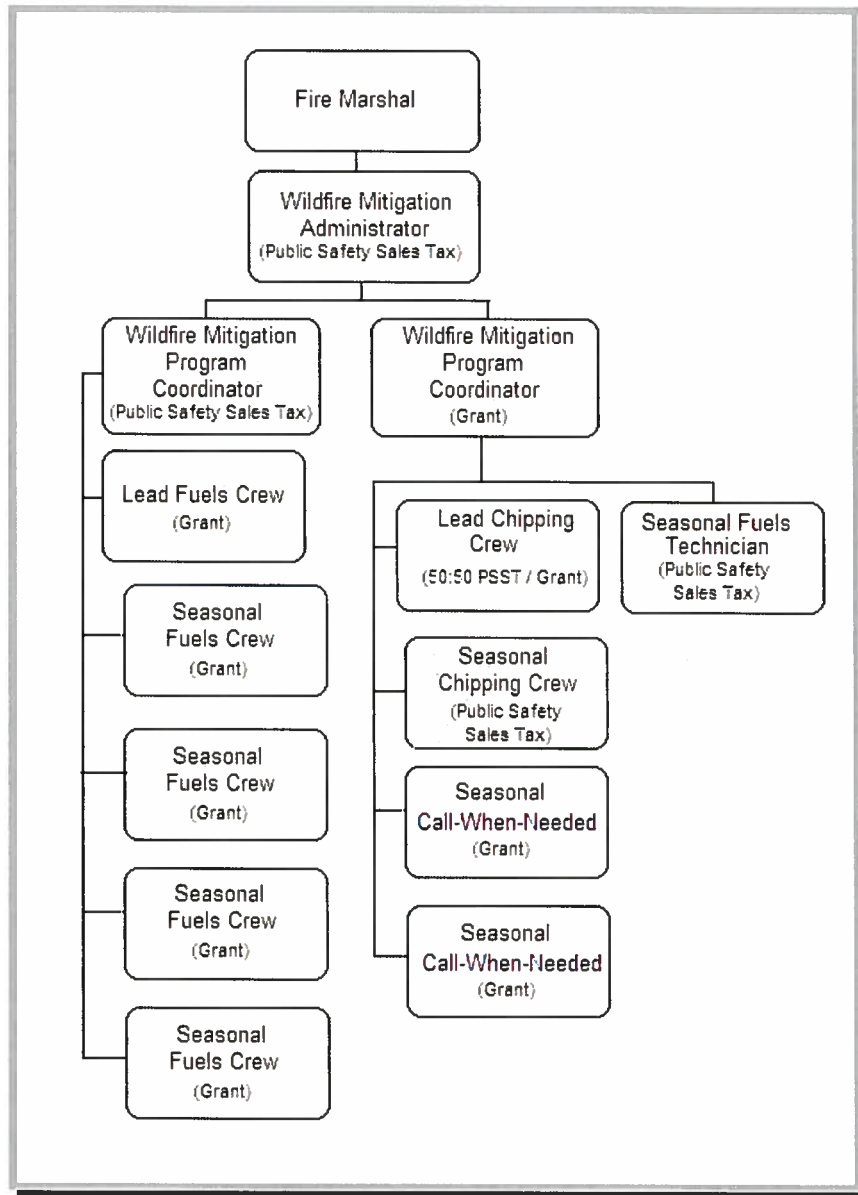 Fire Marshal
Wildfire Mitigation
Administrator
(Public Safety Sales Tax)
Wildfire Mitigation
Program
Coordinator
(Public Safety Sales Tax)
Wildfire Mitigation
Program
Coordinator
(Grant)
Lead Fuels Crew
(Grant)
Seasonal
Fuels Crew
(Grant)
Seasonal
Fuels Crew
(Grant)
Seasonal
Fuels Crew
(Grant)
Seasonal
Fuels Crew
(Grant)
Lead Chipping
Crew
(50:50 PSST / Grant)
Seasonal
Chipping Crew
(Public Safety
Sales Tax)
Seasonal
Call-When-Needed
(Grant)
Seasonal
Call-When-Needed
(Grant)
Seasonal Fuels
Technician
(Public Safety
Sales Tax)